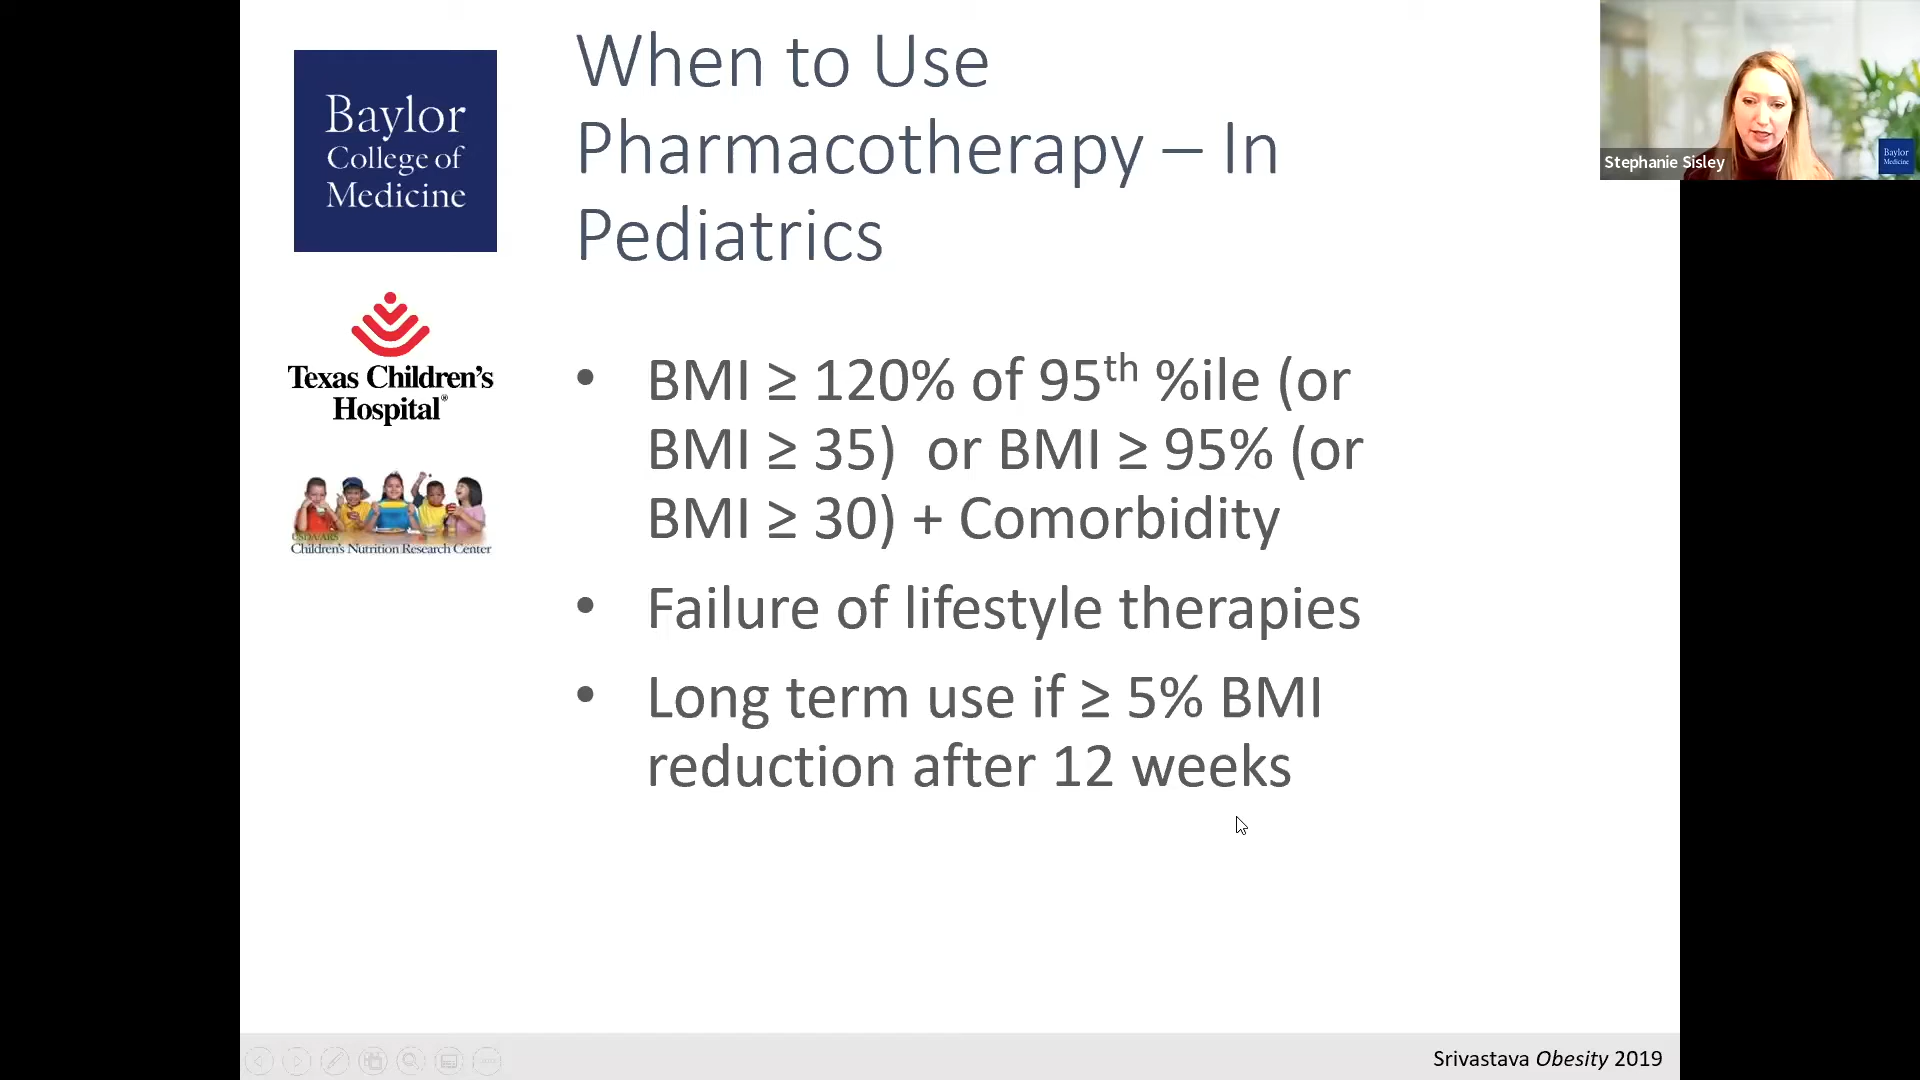 Baylor
College of
Medicine
Texas Children's
Hospital®
USDA/ARS
Children's Nutrition Research Center
When to Use
Pharmacotherapy – In
Pediatrics
• BMI ≥ 120% of 95th %ile (or
BMI ≥ 35)  or BMI ≥ 95% (or
BMI ≥ 30) + Comorbidity
• Failure of lifestyle therapies
• Long term use if ≥ 5% BMI
reduction after 12 weeks
Srivastava Obesity 2019
Stephanie Sisley
Baylor
Medicine